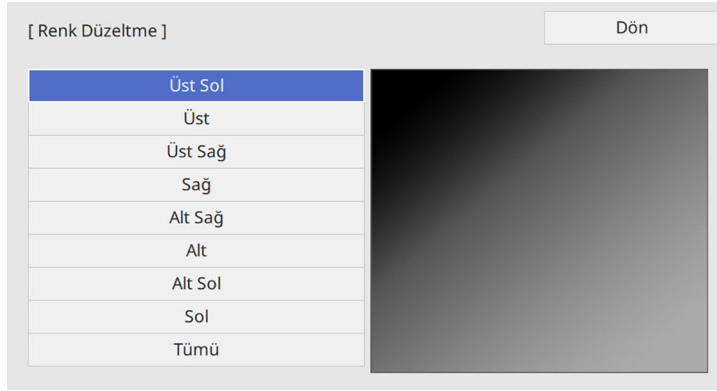 [ Renk Düzeltme ]
Dön
Üst Sol
Üst
Üst Sağ
Sağ
Alt Sağ
Alt
Alt Sol
Sol
Tümü